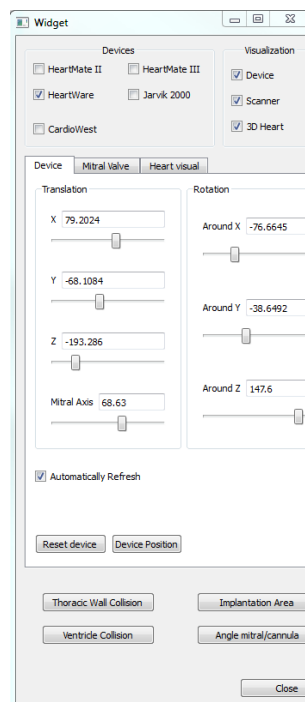 Widget
Devices
HeartMate II
HeartMate III
HeartWare
Jarvik 2000
CardioWest
Visualization
Device
Scanner
3D Heart
Device
Mitral Valve
Heart visual
Translation
X 79.2024
Y -68.1084
Z -193.286
Mitral Axis 68.63
Rotation
Around X -76.6645
Around Y -38.6492
Around Z 147.6
Automatically Refresh
Reset device
Device Position
Thoracic Wall Collision
Implantation Area
Ventricle Collision
Angle mitral/cannula
Close